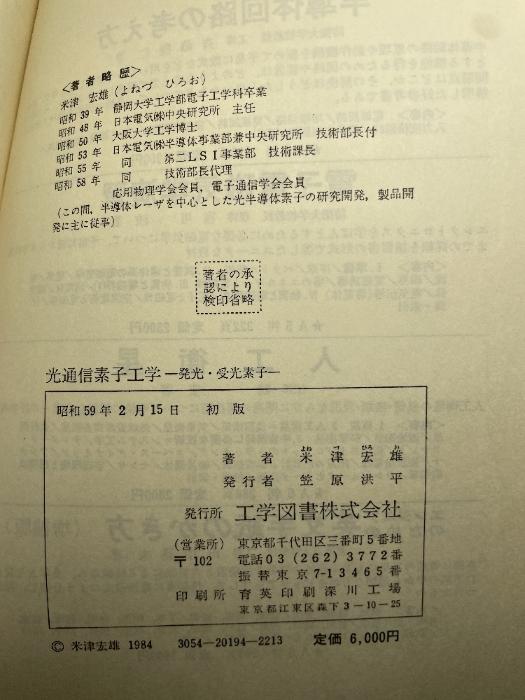 <著者略歴>
米津 宏雄 (よねづ ひろお)
昭和39年 静岡大学工学部電子工学科卒業
昭和48年 日本電気㈱中央研究所 主任
昭和50年 大阪大学工学博士
昭和53年 日本電気㈱半導体事業部兼中央研究所 技術部長付
昭和55年 同 第二LSI事業部 技術課長
昭和58年 同 技術部長代理
応用物理学会会員，電子通信学会会員
(この間，半導体レーザを中心とした光半導体素子の研究開発，製品開
発に主に従事)
著者の承
認により
検印省略
光通信素子工学 ―発光・受光素子―
昭和59年2月15日 初版
著者 米津宏雄
発行者 笠原洪平
発行所 工学図書株式会社
(営業所) 東京都千代田区三番町5番地
〒102 電話03(262)3772番
振替東京7-13465番
印刷所 育英印刷深川工場
東京都江東区森下3-10-25
© 米津宏雄 1984 3054―20194―2213 定価 6,000円